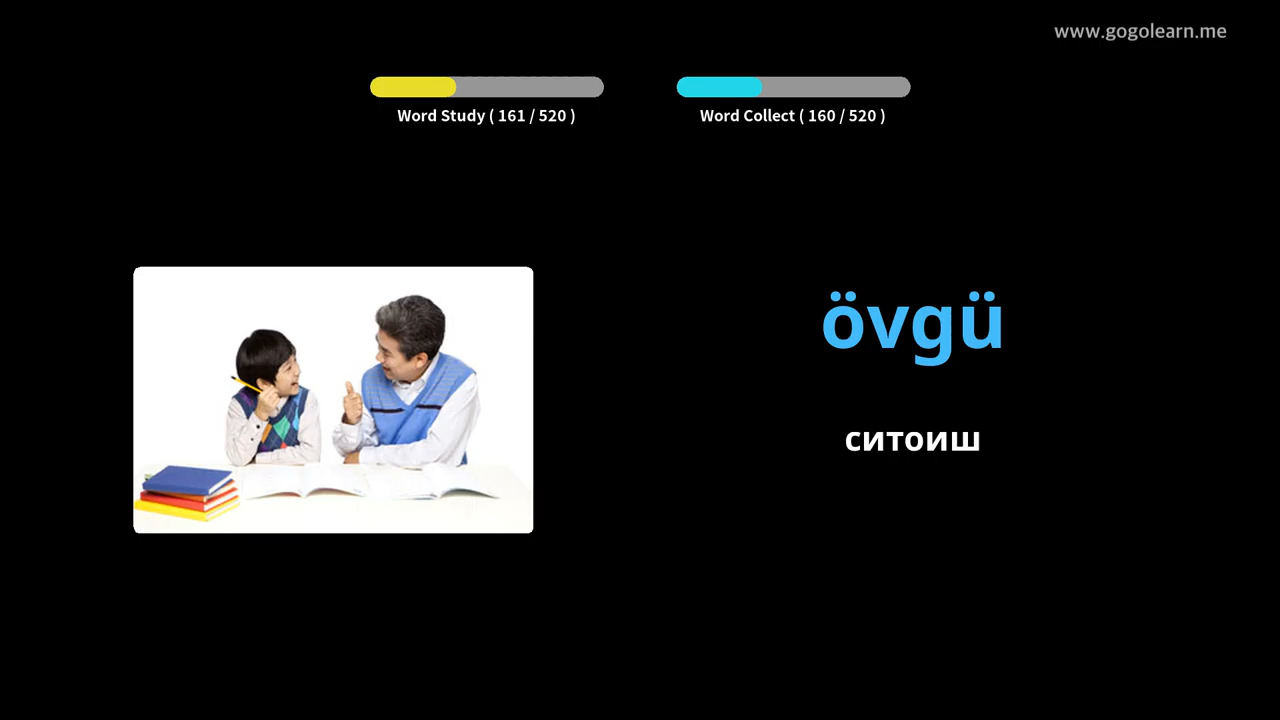 www.gogolearn.me
Word Study ( 161 / 520 )
Word Collect ( 160 / 520 )
övgü
ситоиш